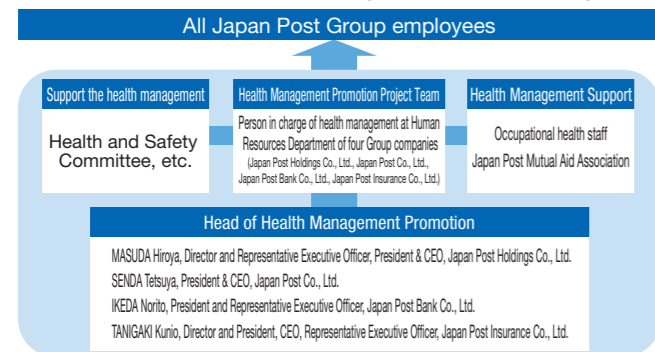 All Japan Post Group employees
Support the health management
Health and Safety
Committee, etc.
Health Management Promotion Project Team
Person in charge of health management at Human
Resources Department of four Group companies
(Japan Post Holdings Co., Ltd., Japan Post Co., Ltd.,
Japan Post Bank Co., Ltd., Japan Post Insurance Co., Ltd.)
Health Management Support
Occupational health staff
Japan Post Mutual Aid Association
Head of Health Management Promotion
MASUDA Hiroya, Director and Representative Executive Officer, President & CEO, Japan Post Holdings Co., Ltd.
SENDA Tetsuya, President & CEO, Japan Post Co., Ltd.
IKEDA Norito, President and Representative Executive Officer, Japan Post Bank Co., Ltd.
TANIGAKI Kunio, Director and President, CEO, Representative Executive Officer, Japan Post Insurance Co., Ltd.